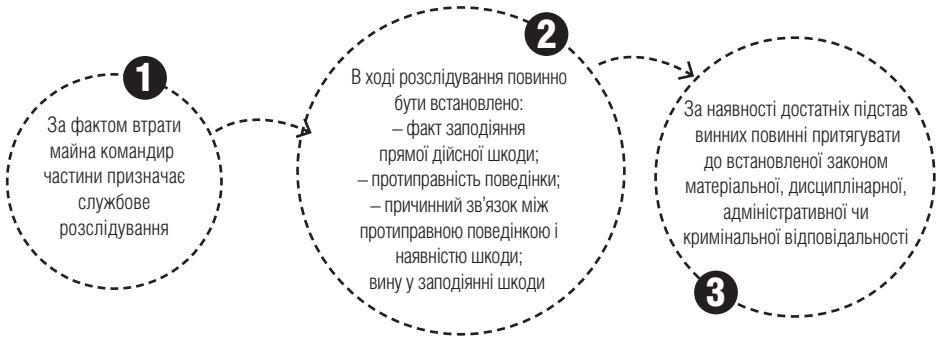 1
За фактом втрати
майна командир
частини призначає
службове
розслідування
2
В ході розслідування повинно
бути встановлено:
– факт заподіяння
прямої дійсної шкоди;
– протиправність поведінки;
– причинний зв'язок між
протиправною поведінкою і
наявністю шкоди;
вину у заподіянні шкоди
За наявності достатніх підстав
винних повинні притягувати
до встановленої законом
матеріальної, дисциплінарної,
адміністративної чи
кримінальної відповідальності
3